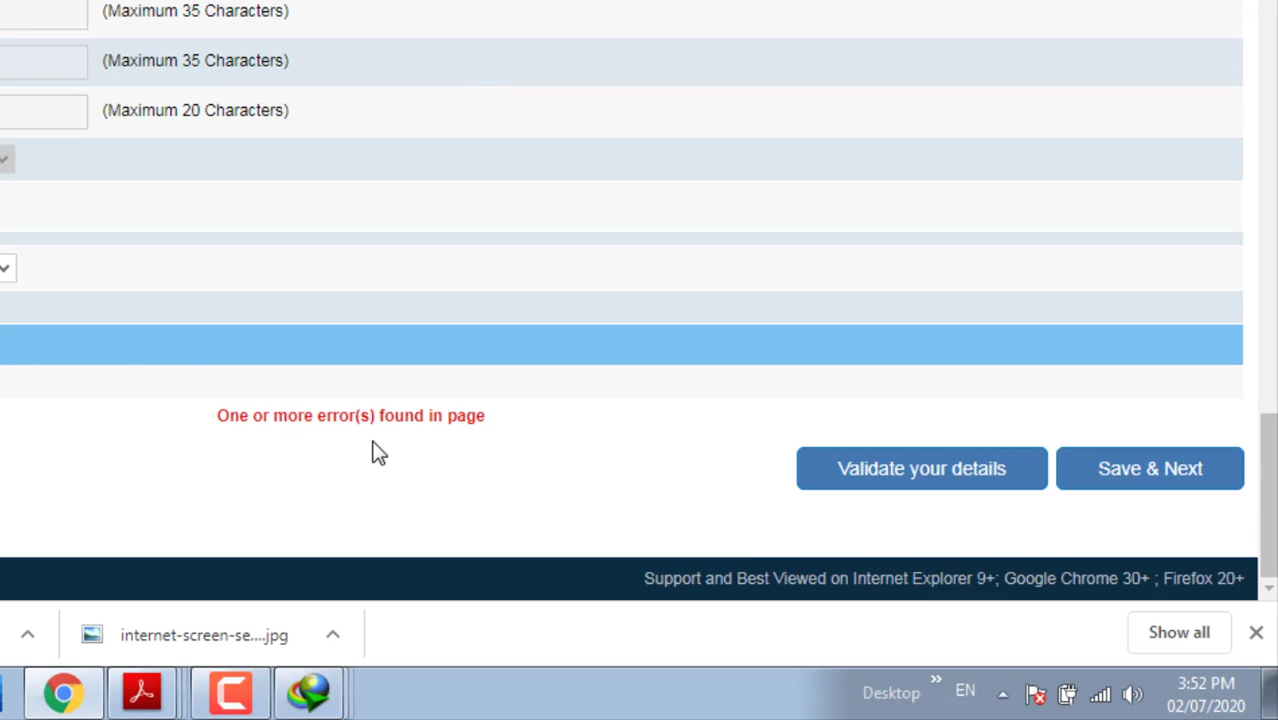 (Maximum 35 Characters)
(Maximum 35 Characters)
(Maximum 20 Characters)
One or more error(s) found in page
Validate your details
Save & Next
Support and Best Viewed on Internet Explorer 9+; Google Chrome 30+ ; Firefox 20+
internet-screen-se....jpg
Show all
Desktop
»
EN
3:52 PM
02/07/2020